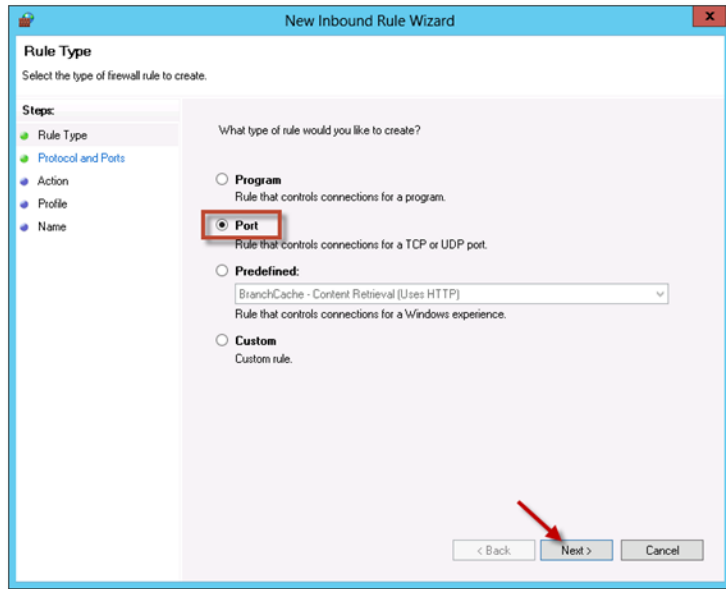 New Inbound Rule Wizard
x
Rule Type
Select the type of firewall rule to create.
Steps:
Rule Type
Protocol and Ports
Action
Profile
Name
What type of rule would you like to create?
Program
Rule that controls connections for a program.
Port
Rule that controls connections for a TCP or UDP port.
Predefined:
BranchCache - Content Retrieval (Uses HTTP)
Rule that controls connections for a Windows experience.
Custom
Custom rule.
< Back
Next >
Cancel